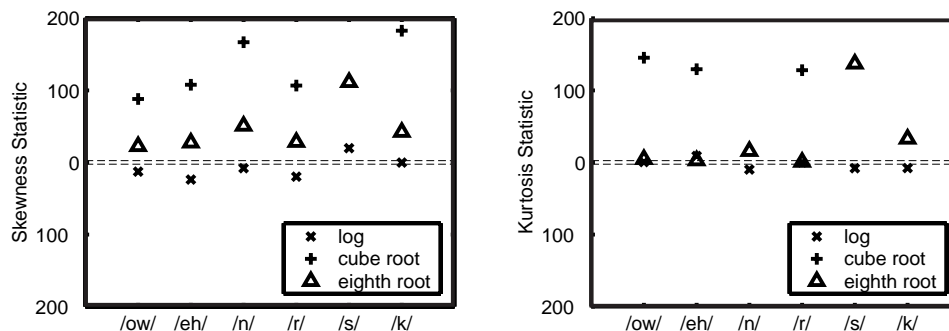 Skewness Statistic
200
100
0
100
200
log
cube root
eighth root
/ow/ /eh/ /n/ /r/ /s/ /k/
Kurtosis Statistic
200
100
0
100
200
log
cube root
eighth root
/ow/ /eh/ /n/ /r/ /s/ /k/